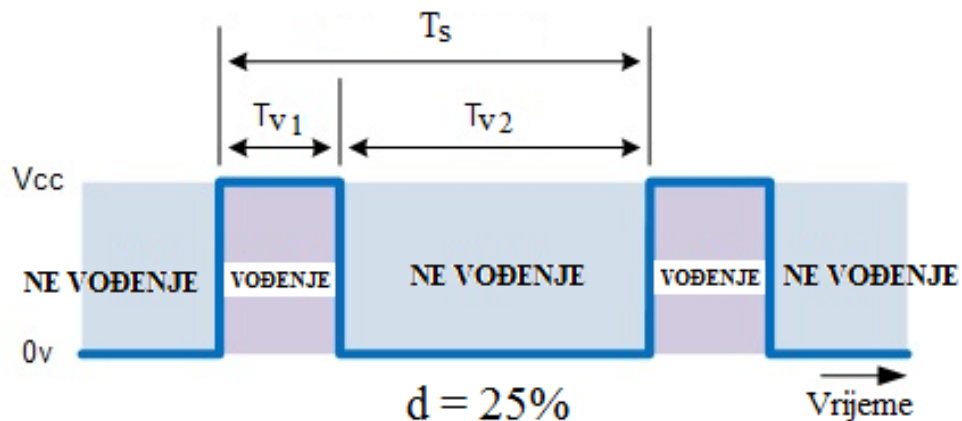 Ts
Tv1 Tv2
Vcc
NE VOĐENJE VOĐENJE NE VOĐENJE VOĐENJE NE VOĐENJE
0v
d = 25% Vrijeme